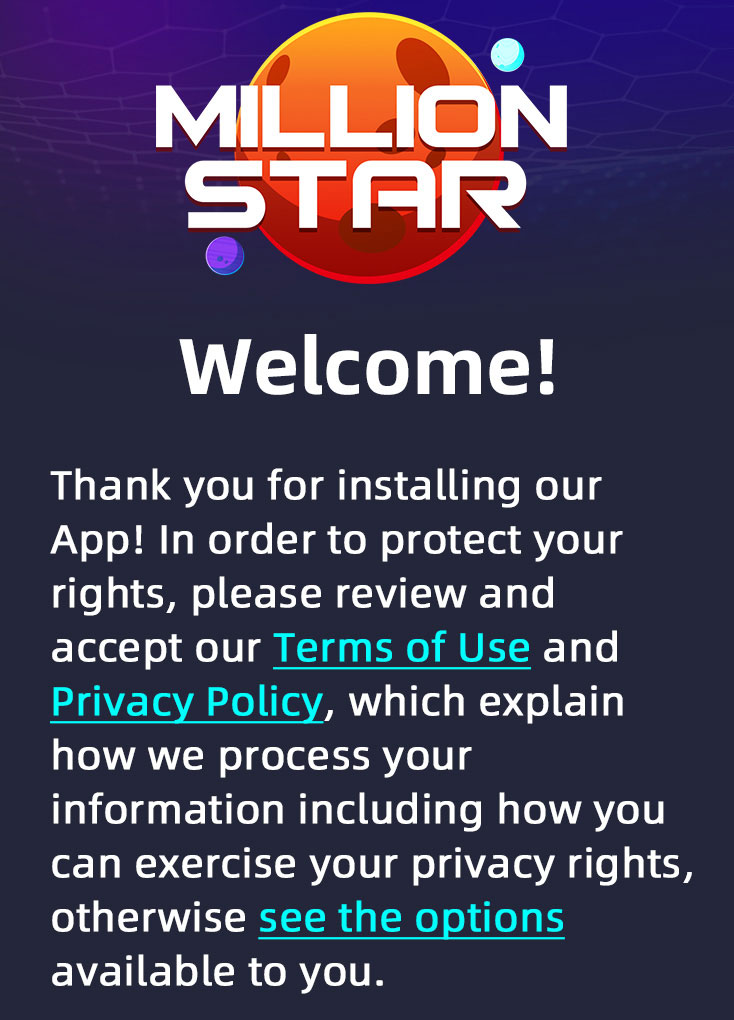 MILLION
STAR
Welcome!
Thank you for installing our
App! In order to protect your
rights, please review and
accept our Terms of Use and
Privacy Policy, which explain
how we process your
information including how you
can exercise your privacy rights,
otherwise see the options
available to you.